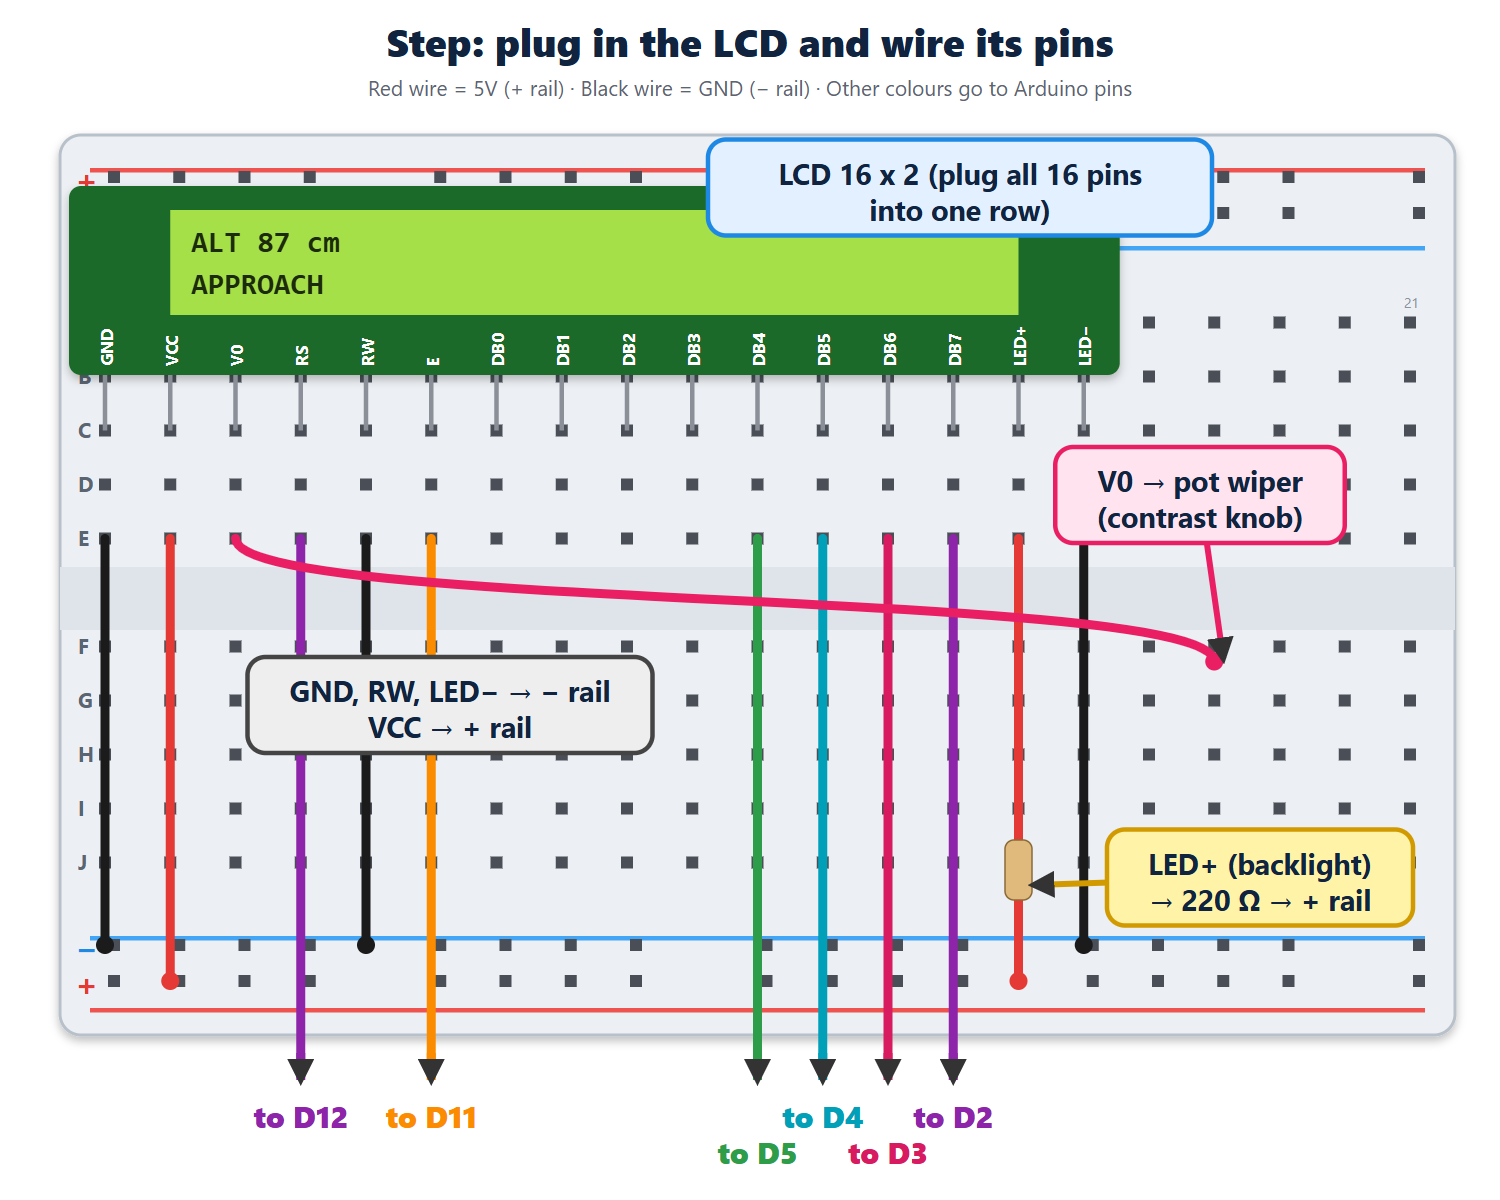 Step: plug in the LCD and wire its pins
Red wire = 5V (+ rail) · Black wire = GND (− rail) · Other colours go to Arduino pins
LCD 16 x 2 (plug all 16 pins
into one row)
+
ALT 87 cm
APPROACH
21
GND VCC V0 RS RW E DB0 DB1 DB2 DB3 DB4 DB5 DB6 DB7 LED+ LED−
B
C
D
V0 → pot wiper
(contrast knob)
E
F
G
GND, RW, LED− → − rail
VCC → + rail
H
I
J
LED+ (backlight)
→ 220 Ω → + rail
−
+
to D12 to D11 to D4 to D2
to D5 to D3